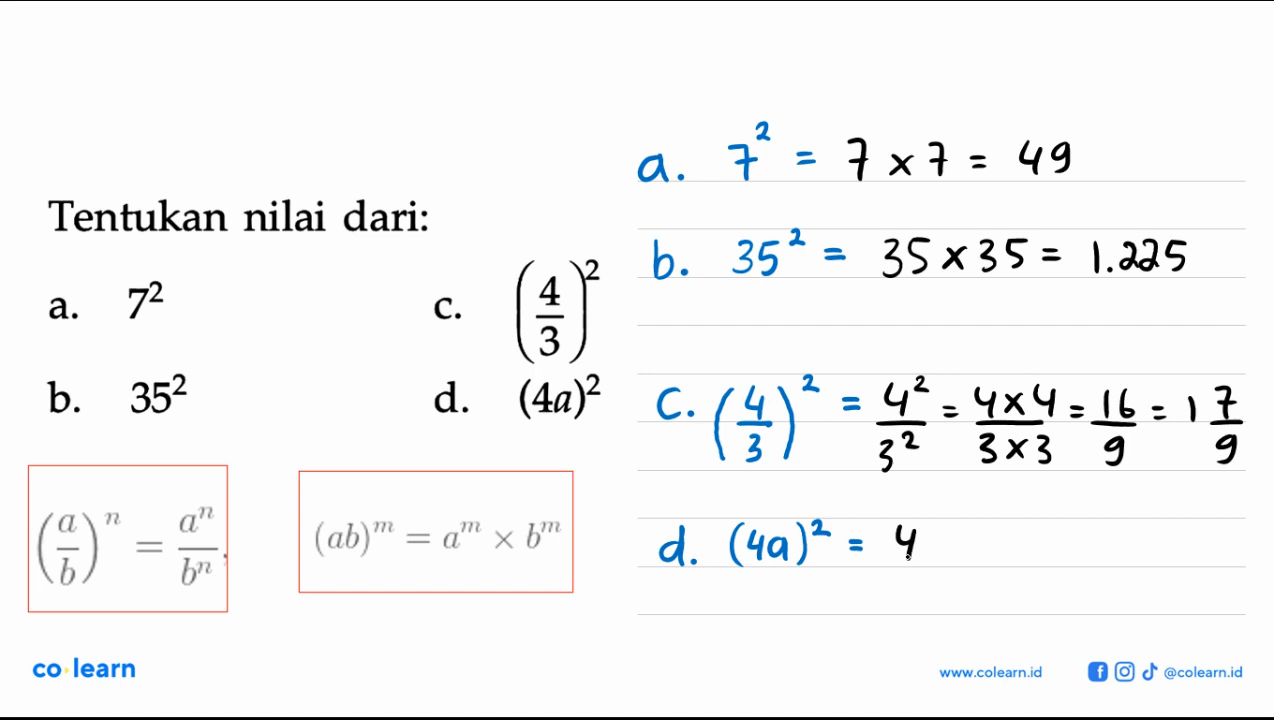 Tentukan nilai dari:
a. 7²
c. (4/3)²
b. 35²
d. (4a)²
(a/b)ⁿ = aⁿ/bⁿ,
(ab)ᵐ = aᵐ × bᵐ
a. 7² = 7 × 7 = 49
b. 35² = 35 × 35 = 1.225
c. (4/3)² = 4²/3² = 4 × 4/3 × 3 = 16/9 = 1 7/9
d. (4a)² = 4
co learn
www.colearn.id
@colearn.id